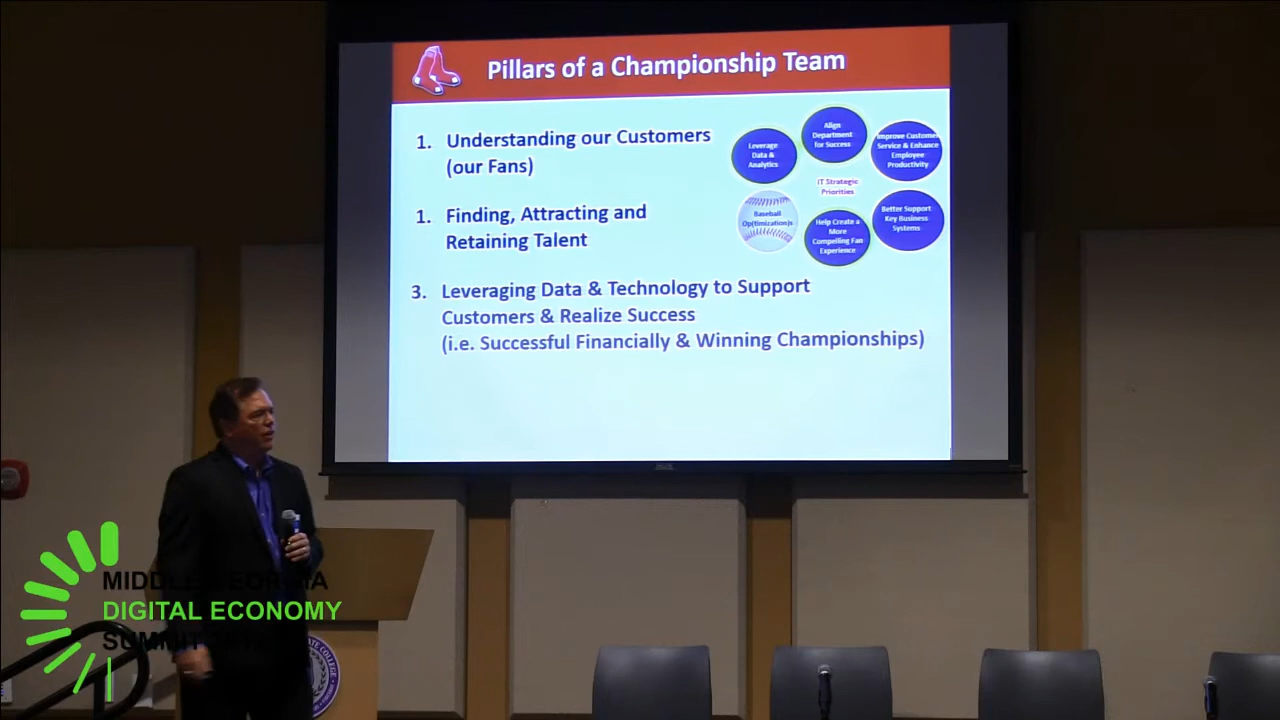 Pillars of a Championship Team
1. Understanding our Customers
(our Fans)
1. Finding, Attracting and
Retaining Talent
3. Leveraging Data & Technology to Support
Customers & Realize Success
(i.e. Successful Financially & Winning Championships)
Align
Department
for Success
Leverage
Data &
Analytics
Improve Customer
Service & Enhance
Employee
Productivity
IT Strategic
Priorities
Baseball
Op(timization)s
Help Create a
More
Compelling Fan
Experience
Better Support
Key Business
Systems
MIDDLE GEORGIA
DIGITAL ECONOMY
SUMMIT